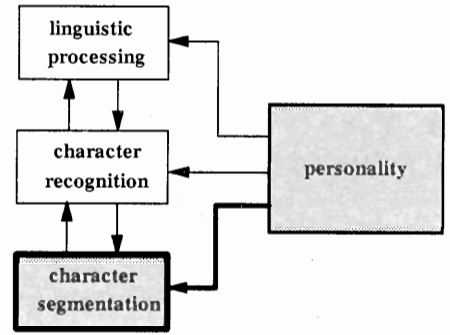 linguistic
processing
character
recognition
personality
character
segmentation